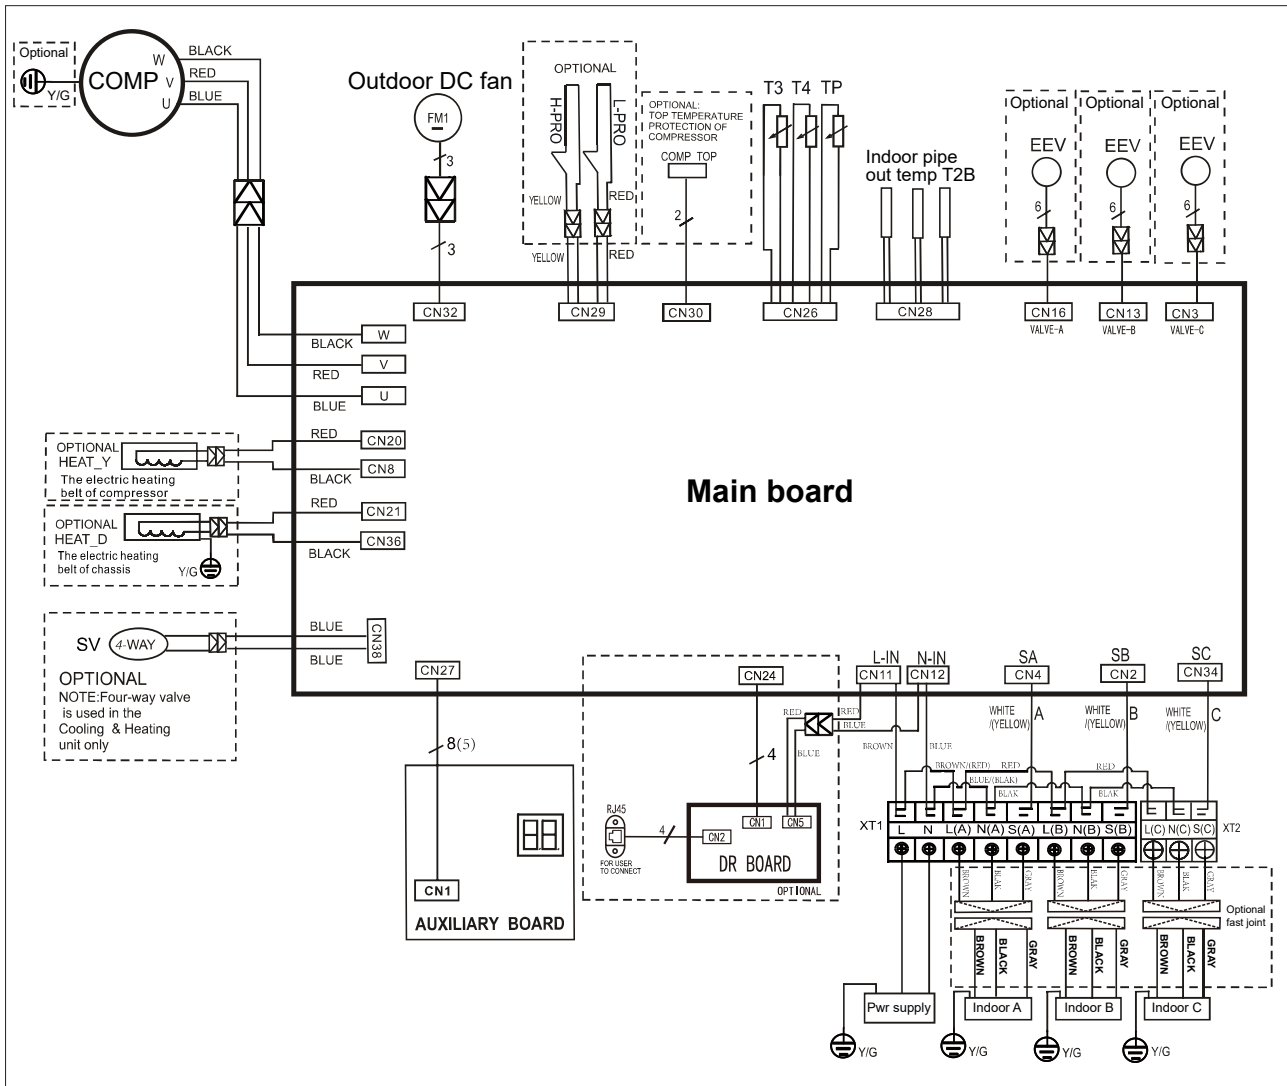 Optional
Y/G
COMP
W
V
U
BLACK
RED
BLUE
Outdoor DC fan
FM1
3
3
OPTIONAL
H-PRO
L-PRO
YELLOW
RED
YELLOW
RED
OPTIONAL:
TOP TEMPERATURE
PROTECTION OF
COMPRESSOR
COMP TOP
2
T3 T4 TP
Indoor pipe
out temp T2B
Optional
EEV
6
Optional
EEV
6
Optional
EEV
6
CN32
CN29
CN30
CN26
CN28
CN16
VALVE-A
CN13
VALVE-B
CN3
VALVE-C
BLACK
W
RED
V
BLUE
U
OPTIONAL
HEAT_Y
The electric heating
belt of compressor
RED
CN20
BLACK
CN8
OPTIONAL
HEAT_D
The electric heating
belt of chassis
Y/G
RED
CN21
BLACK
CN36
Main board
SV
4-WAY
OPTIONAL
NOTE:Four-way valve
is used in the
Cooling & Heating
unit only
BLUE
BLUE
CN38
CN27
8(5)
CN1
AUXILIARY BOARD
CN24
4
RED
BLUE
RED
BLUE
RJ45
FOR USER
TO CONNECT
4
CN2
CN1
CN5
DR BOARD
OPTIONAL
L-IN
CN11
N-IN
CN12
SA
CN4
SB
CN2
SC
CN34
BROWN
BLUE
WHITE
/(YELLOW)
A
WHITE
/(YELLOW)
B
WHITE
/(YELLOW)
C
BROWN/(RED)
RED
RED
BLUE/(BLAK)
BLAK
BLAK
XT1
L
N
L(A)
N(A)
S(A)
L(B)
N(B)
S(B)
L(C)
N(C)
S(C)
XT2
BROWN
BLAK
GRAY
BROWN
BLAK
GRAY
BROWN
BLAK
GRAY
Optional
fast joint
BROWN
BLACK
GRAY
BROWN
BLACK
GRAY
BROWN
BLACK
GRAY
Pwr supply
Indoor A
Indoor B
Indoor C
Y/G
Y/G
Y/G
Y/G